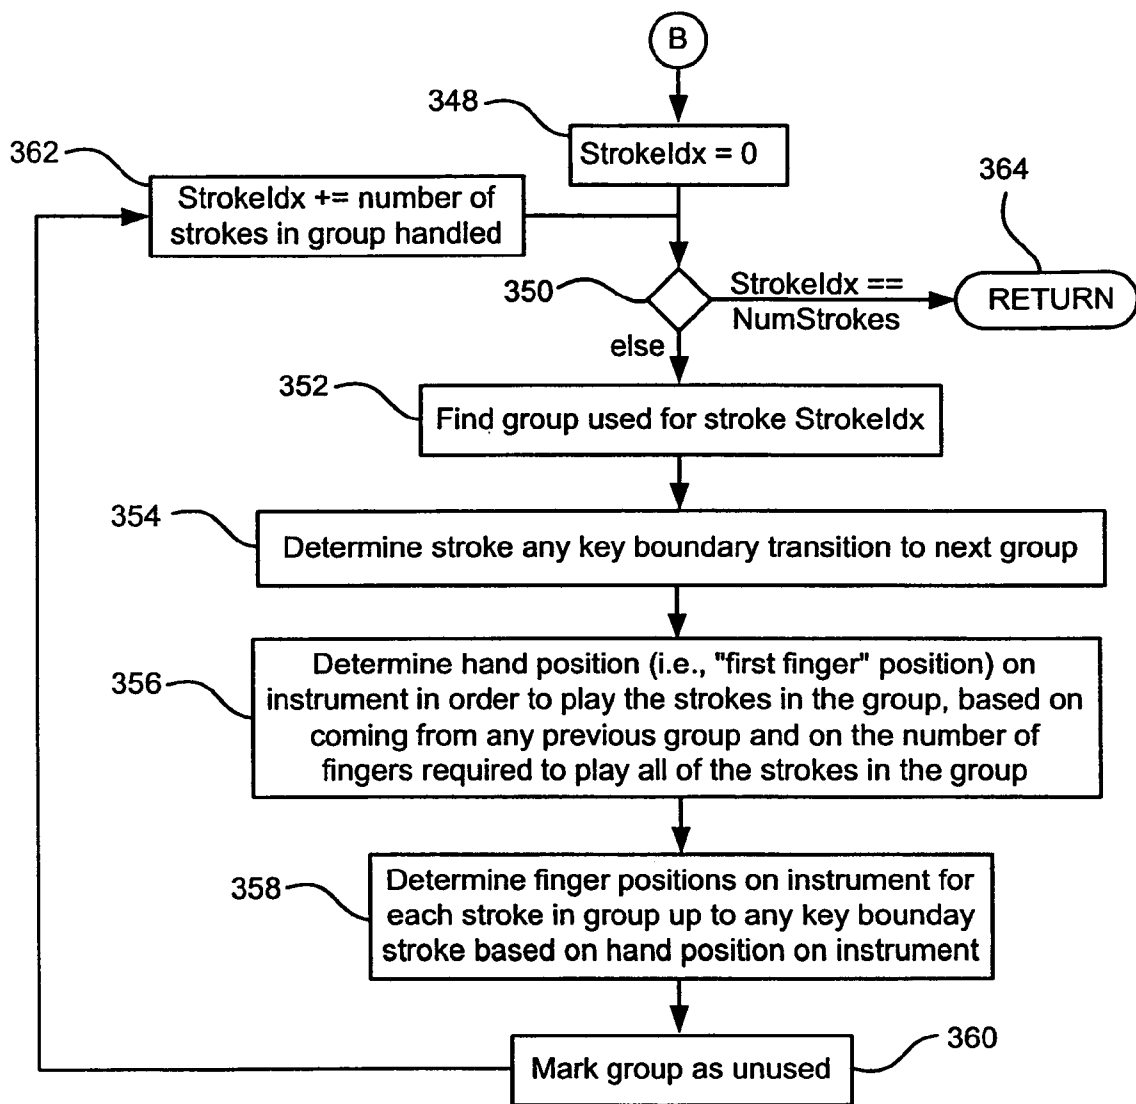 B
348
StrokeIdx = 0
362
StrokeIdx += number of
strokes in group handled
364
350
StrokeIdx ==
NumStrokes
RETURN
else
352
Find group used for stroke StrokeIdx
354
Determine stroke any key boundary transition to next group
356
Determine hand position (i.e., "first finger" position) on
instrument in order to play the strokes in the group, based on
coming from any previous group and on the number of
fingers required to play all of the strokes in the group
358
Determine finger positions on instrument for
each stroke in group up to any key bounday
stroke based on hand position on instrument
360
Mark group as unused